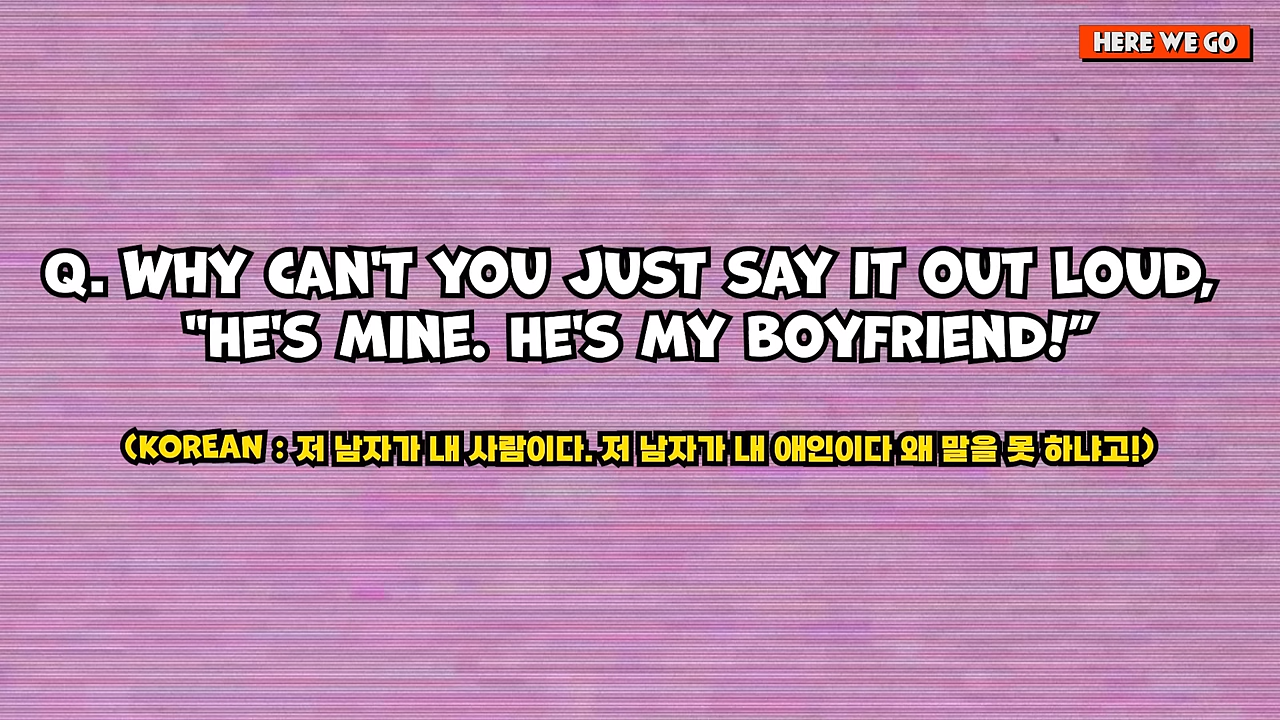 HERE WE GO
Q. WHY CAN'T YOU JUST SAY IT OUT LOUD,
"HE'S MINE. HE'S MY BOYFRIEND!”
(KOREAN : 저 남자가 내 사람이다. 저 남자가 내 애인이다 왜 말을 못 하냐고!)